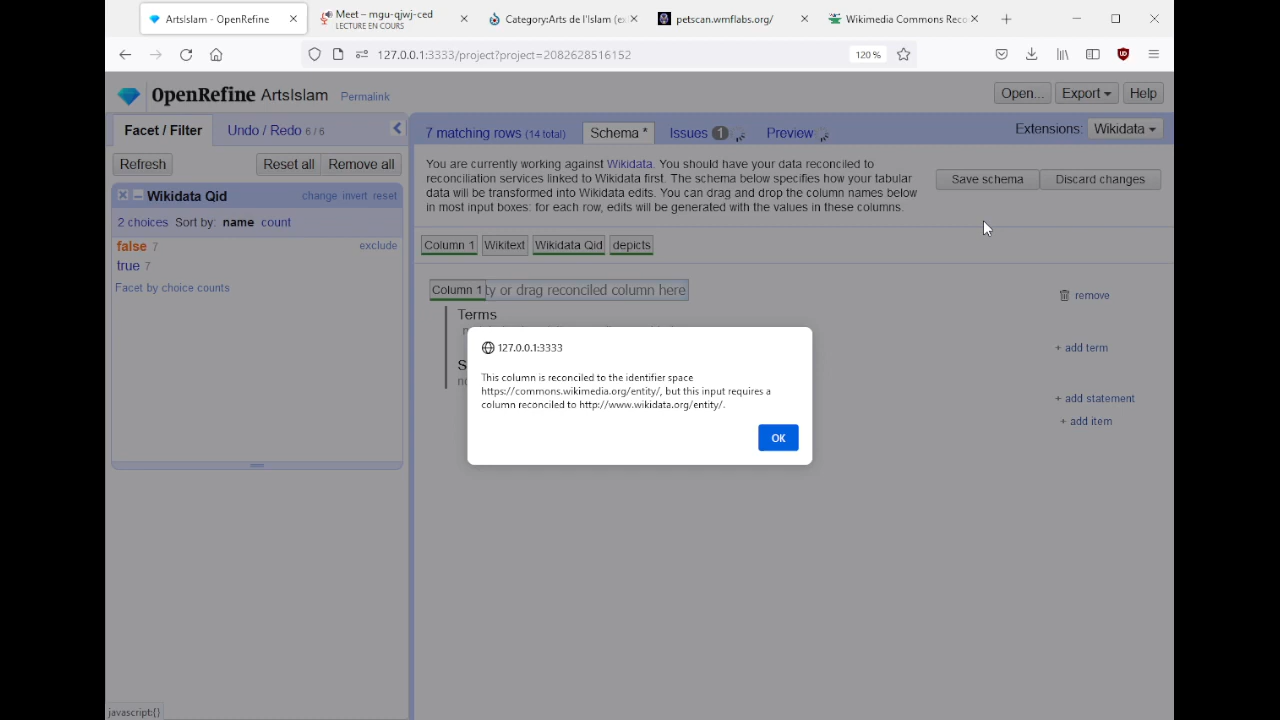 ArtsIslam - OpenRefine
Meet – mgu-qjwj-ced
LECTURE EN COURS
Category:Arts de l'Islam (e
petscan.wmflabs.org/
Wikimedia Commons Reco
127.0.0.1:3333/project?project=2082628516152
120 %
OpenRefine ArtsIslam Permalink
Open... Export Help
Facet / Filter Undo / Redo 6 / 6
7 matching rows (14 total) Schema * Issues 1 Preview
Extensions: Wikidata
Refresh Reset all Remove all
You are currently working against Wikidata. You should have your data reconciled to
reconciliation services linked to Wikidata first. The schema below specifies how your tabular
data will be transformed to Wikidata edits. You can drag and drop the column names below
in most input boxes: for each row, edits will be generated with the values in these columns.
Save schema Discard changes
Wikidata Qid change invert reset
2 choices Sort by: name count
false 7 exclude
true 7
Facet by choice counts
Column 1 Wikitext Wikidata Qid depicts
Column 1 ty or drag reconciled column here
remove
Terms
+ add term
S
no
+ add statement
+ add item
127.0.0.1:3333
This column is reconciled to the identifier space
https://commons.wikimedia.org/entity/, but this input requires a
column reconciled to http://www.wikidata.org/entity/.
OK
javascript:{}